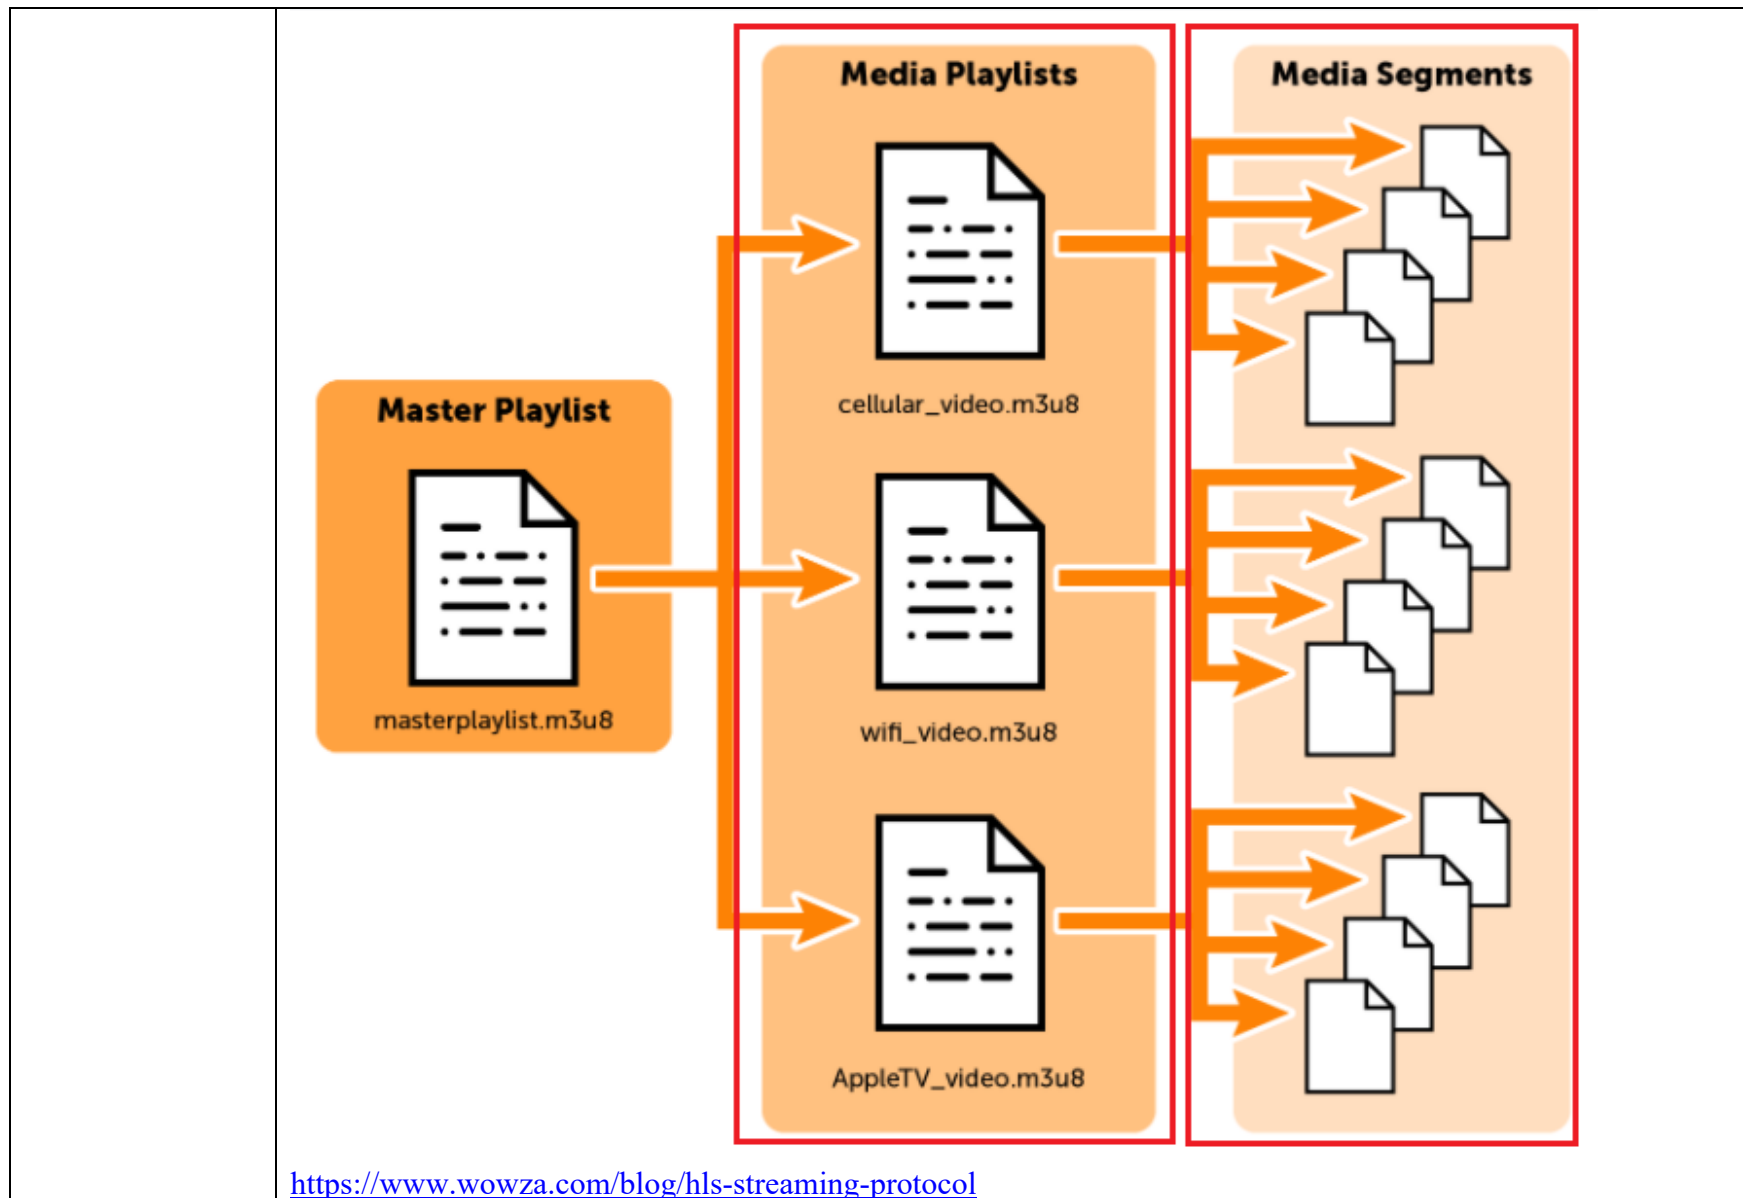 Media Playlists
Media Segments
cellular_video.m3u8
Master Playlist
masterplaylist.m3u8
wifi_video.m3u8
AppleTV_video.m3u8
https://www.wowza.com/blog/hls-streaming-protocol